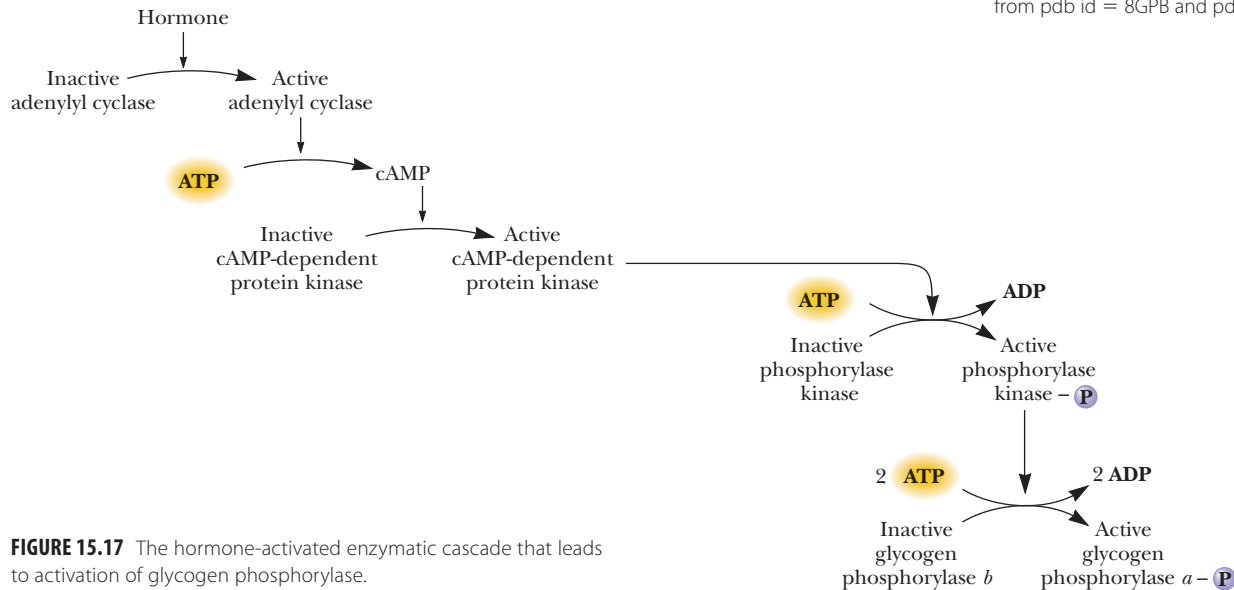 from pdb id = 8GPB and pd
Hormone
Inactive
adenylyl cyclase
Active
adenylyl cyclase
ATP
cAMP
Inactive
cAMP-dependent
protein kinase
Active
cAMP-dependent
protein kinase
ATP
ADP
Inactive
phosphorylase
kinase
Active
phosphorylase
kinase – P
2 ATP
2 ADP
Inactive
glycogen
phosphorylase b
Active
glycogen
phosphorylase a – P
FIGURE 15.17 The hormone-activated enzymatic cascade that leads
to activation of glycogen phosphorylase.